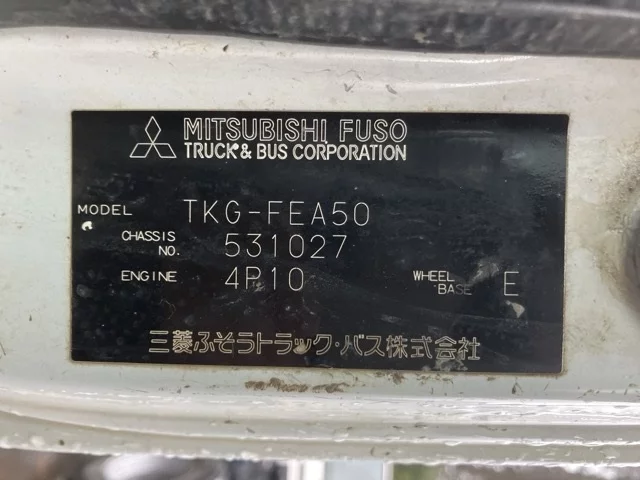 MITSUBISHI FUSO
TRUCK & BUS CORPORATION
MODEL TKG-FEA50
CHASSIS NO. 531027
ENGINE 4P10 WHEEL BASE E
三菱ふそうトラック・バス株式会社